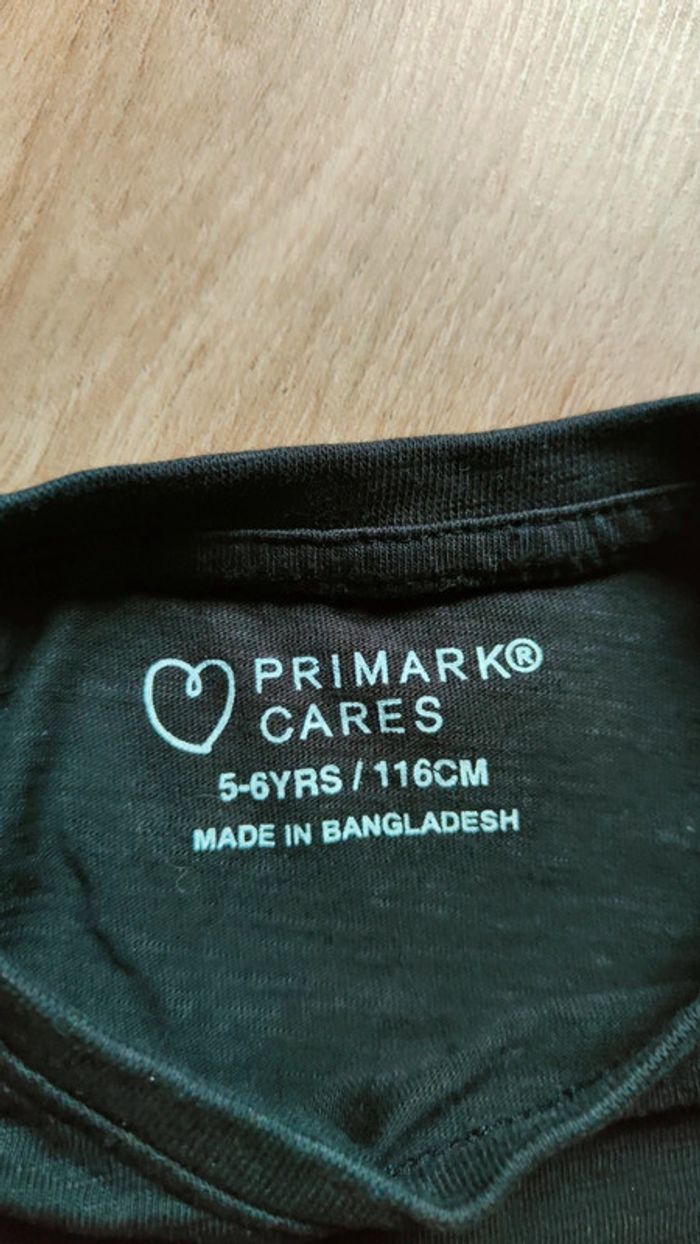 PRIMARK®
CARES
5-6YRS / 116CM
MADE IN BANGLADESH